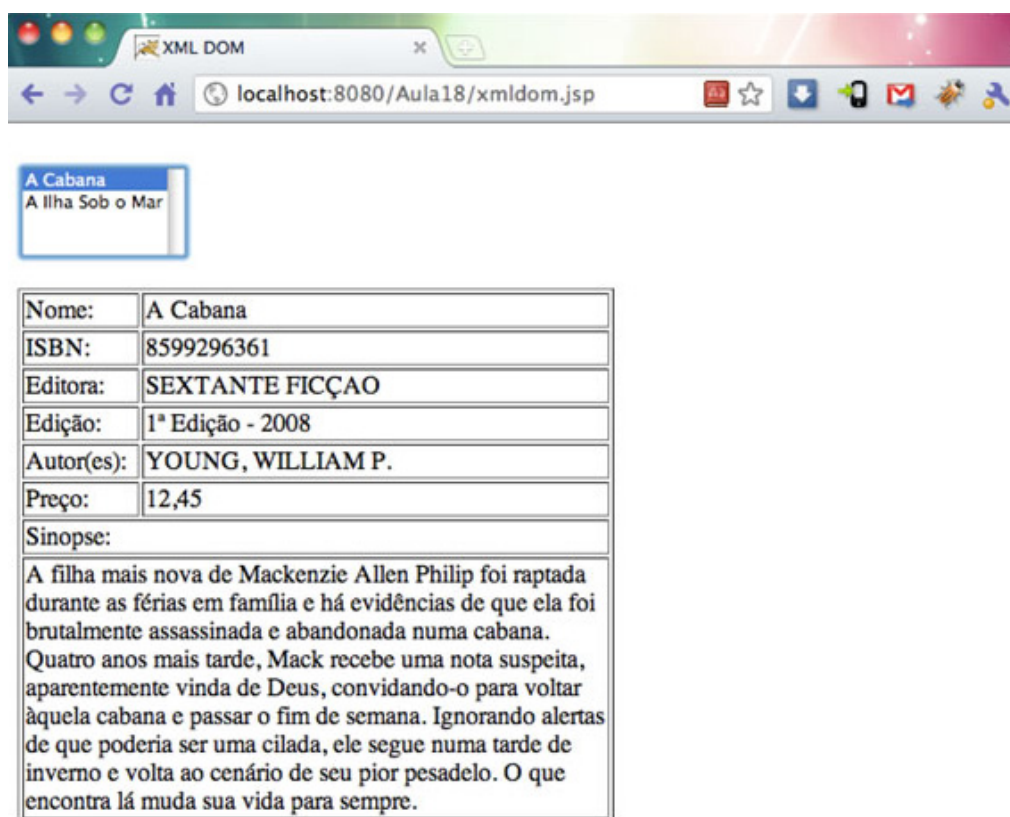 XML DOM
localhost:8080/Aula18/xmldom.jsp
A Cabana
A Ilha Sob o Mar
Nome: A Cabana
ISBN: 8599296361
Editora: SEXTANTE FICÇAO
Edição: 1ª Edição - 2008
Autor(es): YOUNG, WILLIAM P.
Preço: 12,45
Sinopse:
A filha mais nova de Mackenzie Allen Philip foi raptada
durante as férias em família e há evidências de que ela foi
brutalmente assassinada e abandonada numa cabana.
Quatro anos mais tarde, Mack recebe uma nota suspeita,
aparentemente vinda de Deus, convidando-o para voltar
àquela cabana e passar o fim de semana. Ignorando alertas
de que poderia ser uma cilada, ele segue numa tarde de
inverno e volta ao cenário de seu pior pesadelo. O que
encontra lá muda sua vida para sempre.